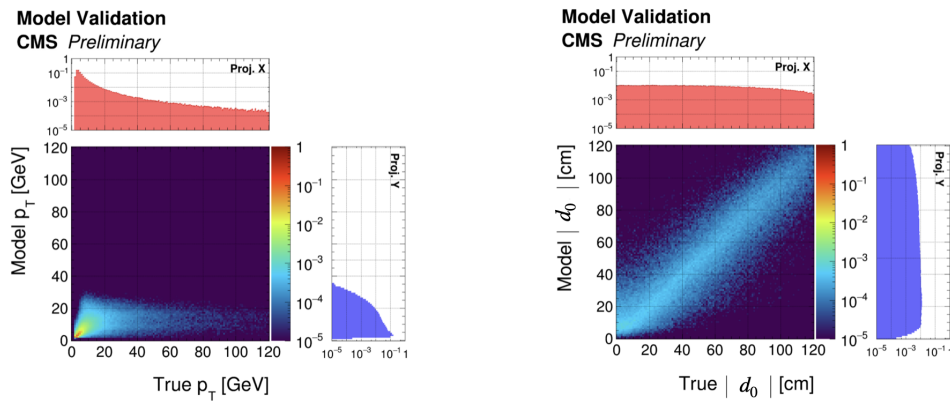 Model Validation
CMS Preliminary
1
10⁻¹
10⁻³
10⁻⁵
Proj. X
Model p_T [GeV]
120
100
80
60
40
20
0
0 20 40 60 80 100 120
True p_T [GeV]
1
10⁻¹
10⁻²
10⁻³
10⁻⁴
10⁻⁵
Proj. Y
10⁻⁵ 10⁻³ 10⁻¹ 1
Model Validation
CMS Preliminary
1
10⁻¹
10⁻³
10⁻⁵
Proj. X
Model | d₀ | [cm]
120
100
80
60
40
20
0
0 20 40 60 80 100 120
True | d₀ | [cm]
1
10⁻¹
10⁻²
10⁻³
10⁻⁴
10⁻⁵
Proj. Y
10⁻⁵ 10⁻³ 10⁻¹